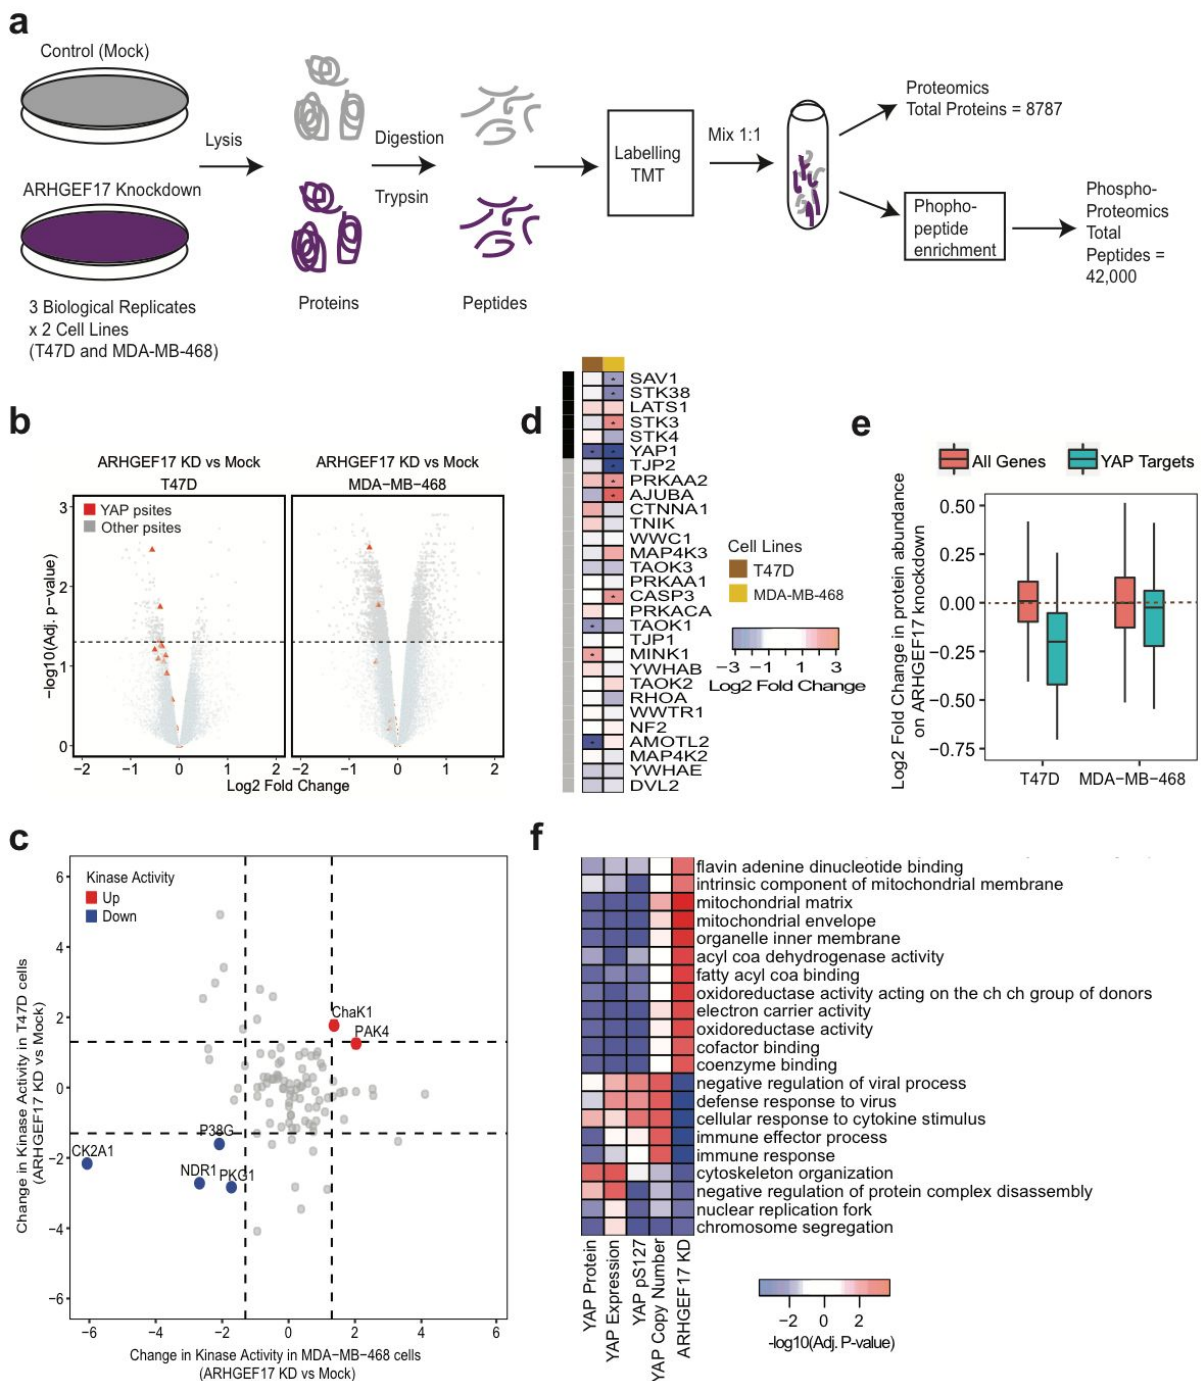 a
Control (Mock)
ARHGEF17 Knockdown
3 Biological Replicates
x 2 Cell Lines
(T47D and MDA-MB-468)
Lysis
Proteins
Digestion
Trypsin
Peptides
Labelling
TMT
Mix 1:1
Proteomics
Total Proteins = 8787
Phopho-
peptide
enrichment
Phospho-
Proteomics
Total
Peptides =
42,000
b
ARHGEF17 KD vs Mock
T47D
ARHGEF17 KD vs Mock
MDA-MB-468
YAP psites
Other psites
−log10(Adj. p-value)
3
2
1
0
−2 −1 0 1 2
−2 −1 0 1 2
Log2 Fold Change
d
SAV1
STK38
LATS1
STK3
STK4
YAP1
TJP2
PRKAA2
AJUBA
CTNNA1
TNIK
WWC1
MAP4K3
TAOK3
PRKAA1
CASP3
PRKACA
TAOK1
TJP1
MINK1
YWHAB
TAOK2
RHOA
WWTR1
NF2
AMOTL2
MAP4K2
YWHAE
DVL2
Cell Lines
T47D
MDA-MB-468
−3 −1 1 3
Log2 Fold Change
e
All Genes
YAP Targets
Log2 Fold Change in protein abundance
on ARHGEF17 knockdown
0.50
0.25
0.00
−0.25
−0.50
−0.75
T47D MDA−MB−468
c
Kinase Activity
Up
Down
Change in Kinase Activity in T47D cells
(ARHGEF17 KD vs Mock)
6
4
2
0
−2
−4
−6
ChaK1
PAK4
P38G
CK2A1
NDR1
PKG1
−6 −4 −2 0 2 4 6
Change in Kinase Activity in MDA-MB-468 cells
(ARHGEF17 KD vs Mock)
f
flavin adenine dinucleotide binding
intrinsic component of mitochondrial membrane
mitochondrial matrix
mitochondrial envelope
organelle inner membrane
acyl coa dehydrogenase activity
fatty acyl coa binding
oxidoreductase activity acting on the ch ch group of donors
electron carrier activity
oxidoreductase activity
cofactor binding
coenzyme binding
negative regulation of viral process
defense response to virus
cellular response to cytokine stimulus
immune effector process
immune response
cytoskeleton organization
negative regulation of protein complex disassembly
nuclear replication fork
chromosome segregation
YAP Protein
YAP Expression
YAP pS127
YAP Copy Number
ARHGEF17 KD
−2 0 2
-log10(Adj. P-value)